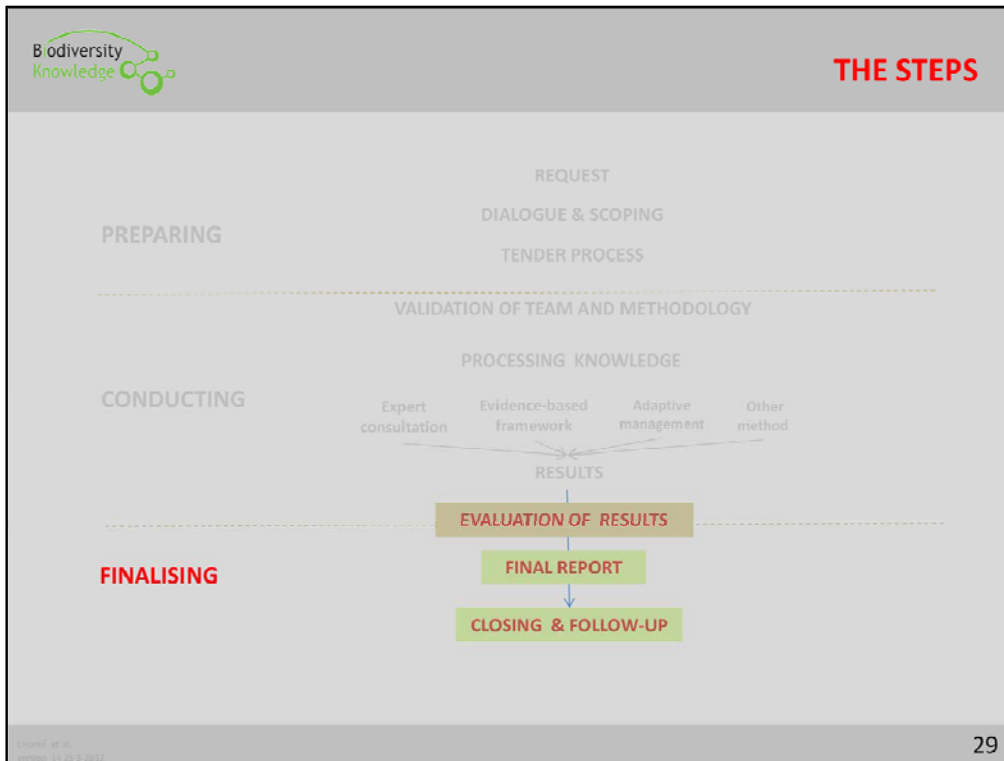 Biodiversity
Knowledge
THE STEPS
REQUEST
DIALOGUE & SCOPING
PREPARING
TENDER PROCESS
VALIDATION OF TEAM AND METHODOLOGY
PROCESSING KNOWLEDGE
CONDUCTING
Expert consultation
Evidence-based framework
Adaptive management
Other method
RESULTS
EVALUATION OF RESULTS
FINALISING
FINAL REPORT
CLOSING & FOLLOW-UP
et al.
29